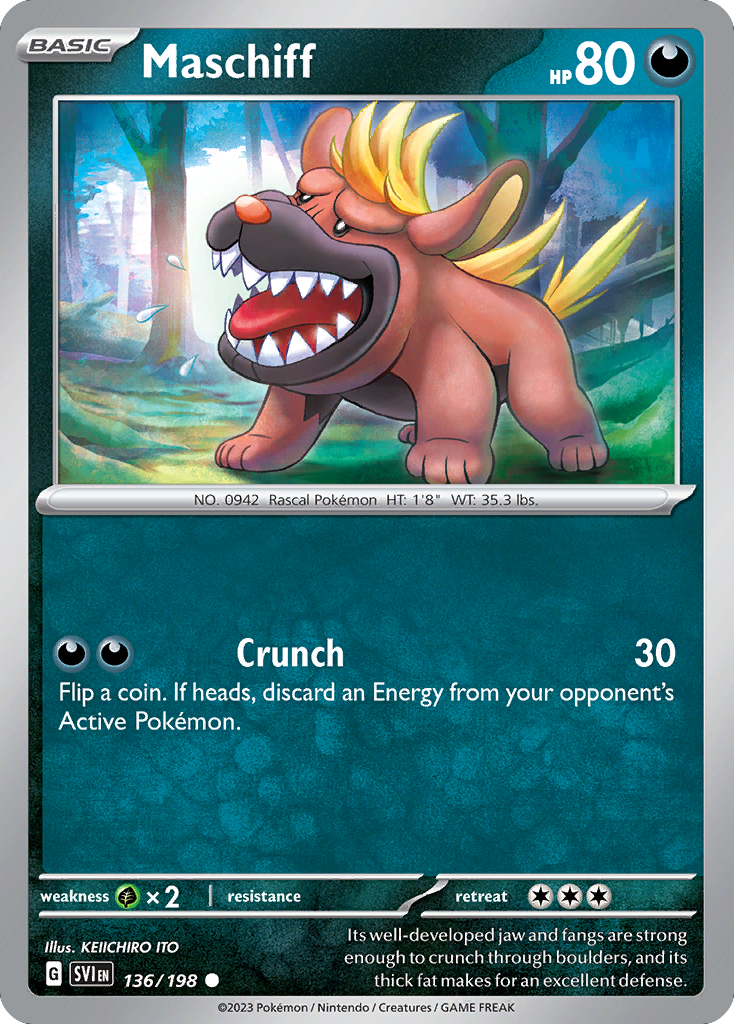 BASIC
Maschiff
HP 80
NO. 0942 Rascal Pokémon HT: 1'8" WT: 35.3 lbs.
Crunch 30
Flip a coin. If heads, discard an Energy from your opponent's
Active Pokémon.
weakness ×2 resistance retreat
Illus. KEIICHIRO ITO
G SVI EN 136/198
Its well-developed jaw and fangs are strong
enough to crunch through boulders, and its
thick fat makes for an excellent defense.
©2023 Pokémon / Nintendo / Creatures / GAME FREAK